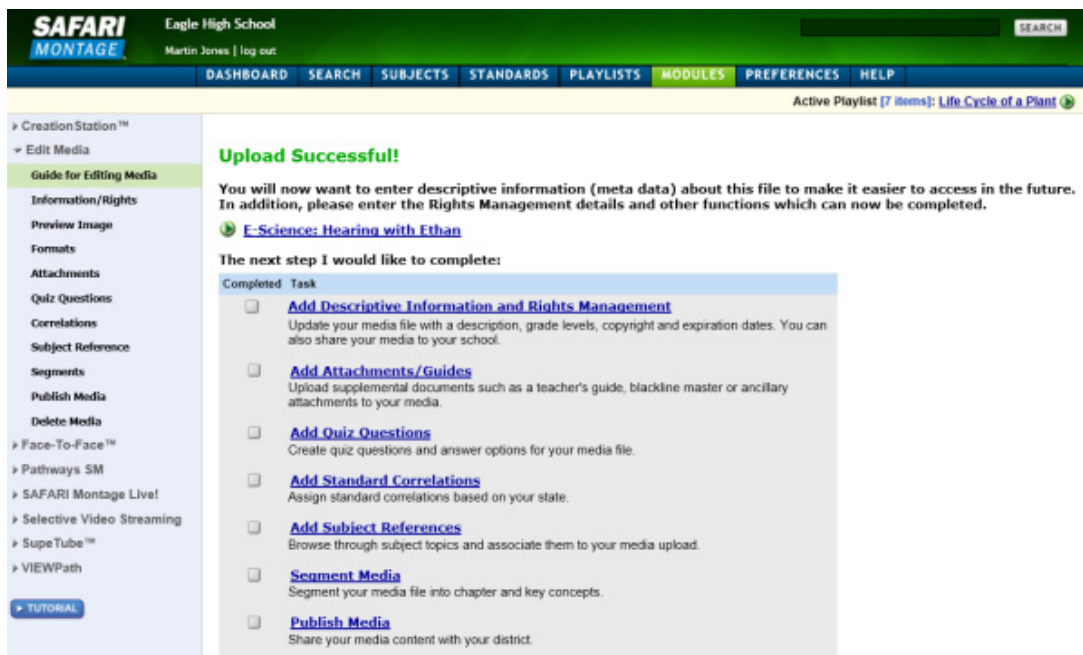 SAFARI
MONTAGE
Eagle High School
Martin Jones | log out
SEARCH
DASHBOARD SEARCH SUBJECTS STANDARDS PLAYLISTS MODULES PREFERENCES HELP
Active Playlist [7 items]: Life Cycle of a Plant
CreationStation™
Edit Media
Guide for Editing Media
Information/Rights
Preview Image
Formats
Attachments
Quiz Questions
Correlations
Subject Reference
Segments
Publish Media
Delete Media
Face-To-Face™
Pathways SM
SAFARI Montage Live!
Selective Video Streaming
SupeTube™
VIEWPath
TUTORIAL
Upload Successful!
You will now want to enter descriptive information (meta data) about this file to make it easier to access in the future.
In addition, please enter the Rights Management details and other functions which can now be completed.
E-Science: Hearing with Ethan
The next step I would like to complete:
Completed Task
Add Descriptive Information and Rights Management
Update your media file with a description, grade levels, copyright and expiration dates. You can
also share your media to your school.
Add Attachments/Guides
Upload supplemental documents such as a teacher's guide, blackline master or ancillary
attachments to your media.
Add Quiz Questions
Create quiz questions and answer options for your media file.
Add Standard Correlations
Assign standard correlations based on your state.
Add Subject References
Browse through subject topics and associate them to your media upload.
Segment Media
Segment your media file into chapter and key concepts.
Publish Media
Share your media content with your district.